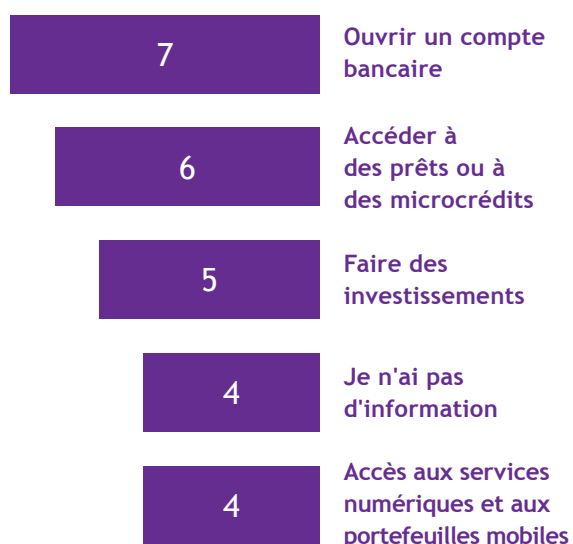 7
Ouvrir un compte
bancaire
6
Accéder à
des prêts ou à
des microcrédits
5
Faire des
investissements
4
Je n'ai pas
d'information
4
Accès aux services
numériques et aux
portefeuilles mobiles